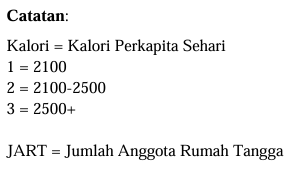 Catatan:
Kalori = Kalori Perkapita Sehari
1 = 2100
2 = 2100-2500
3 = 2500+
JART = Jumlah Anggota Rumah Tangga